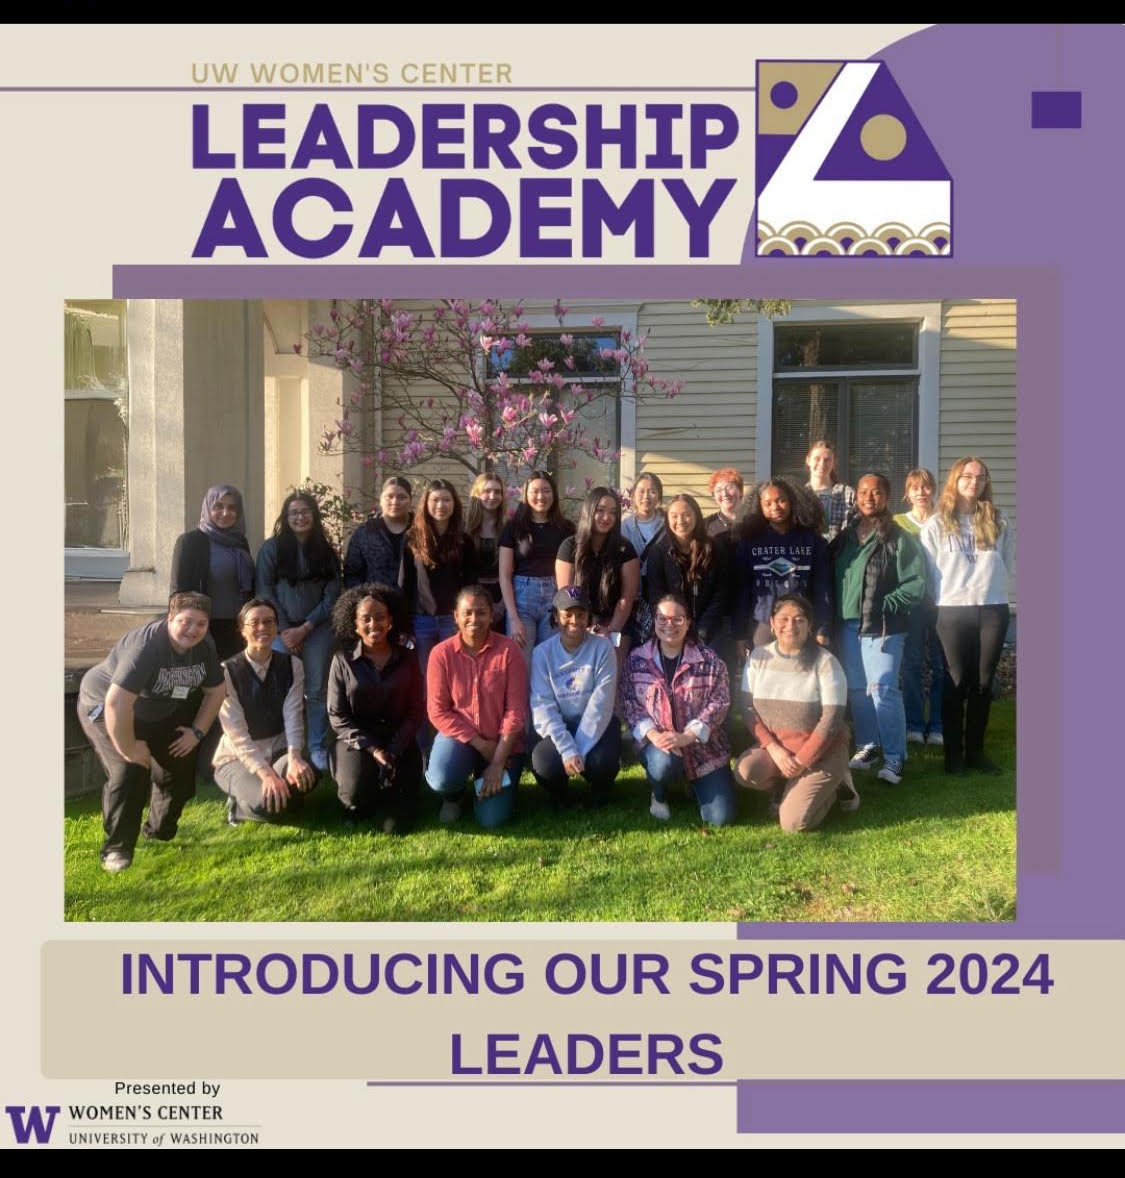 UW WOMEN'S CENTER
LEADERSHIP
ACADEMY
CRATER LAKE
INTRODUCING OUR SPRING 2024
LEADERS
Presented by
W WOMEN'S CENTER
UNIVERSITY of WASHINGTON